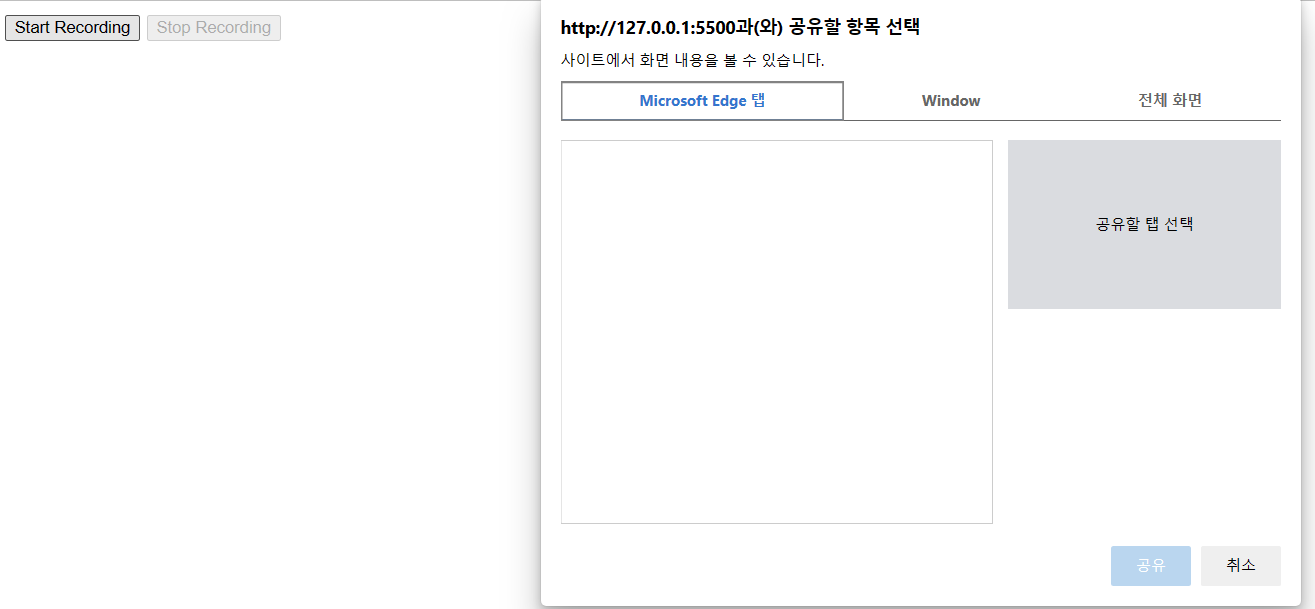 Start Recording Stop Recording
http://127.0.0.1:5500과(와) 공유할 항목 선택
사이트에서 화면 내용을 볼 수 있습니다.
Microsoft Edge 탭 Window 전체 화면
공유할 탭 선택
공유 취소